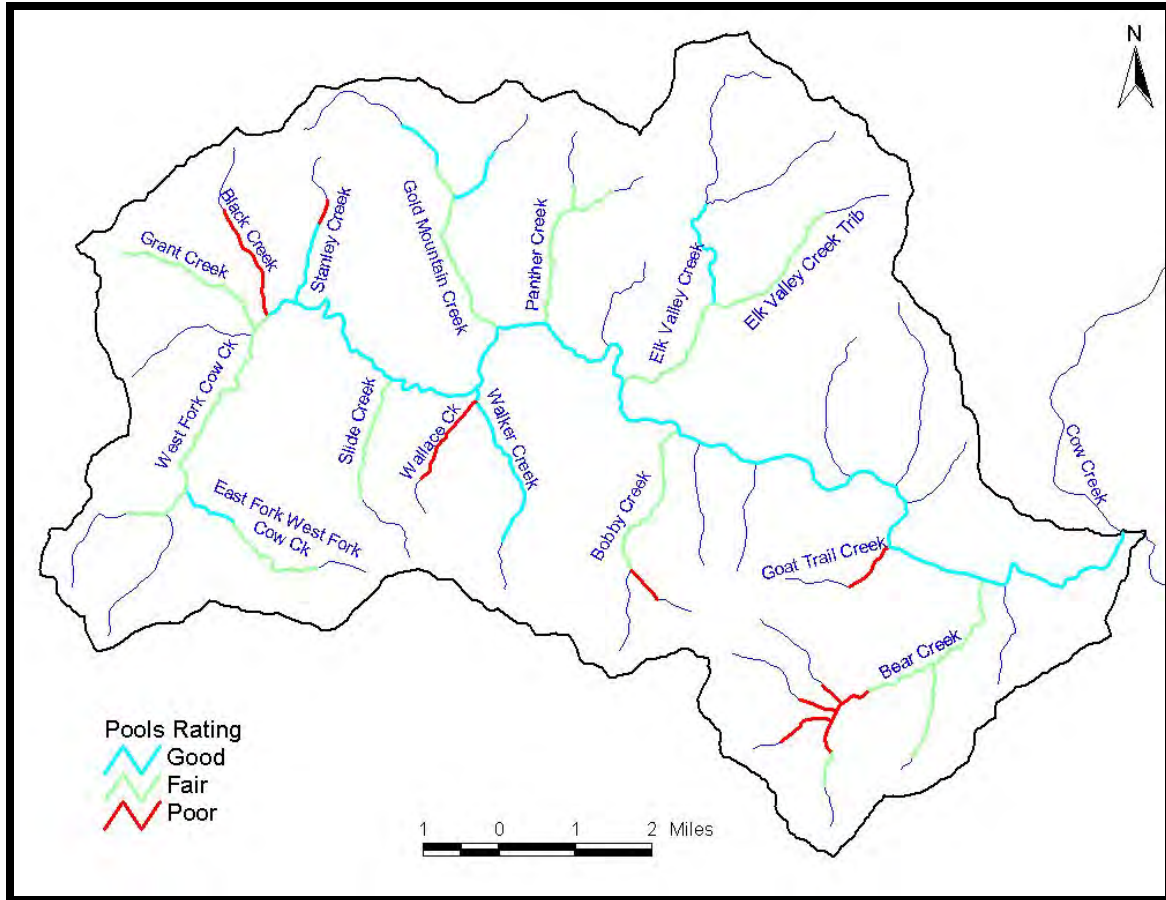 N
Black Creek
Stanley Creek
Grant Creek
Gold Mountain Creek
Panther Creek
Elk Valley Creek
Elk Valley Creek Trib
West Fork Cow Ck
Slide Creek
Wallace Ck
Walker Creek
Cow Creek
East Fork West Fork
Cow Ck
Bobby Creek
Goat Trail Creek
Bear Creek
Pools Rating
Good
Fair
Poor
1 0 1 2 Miles